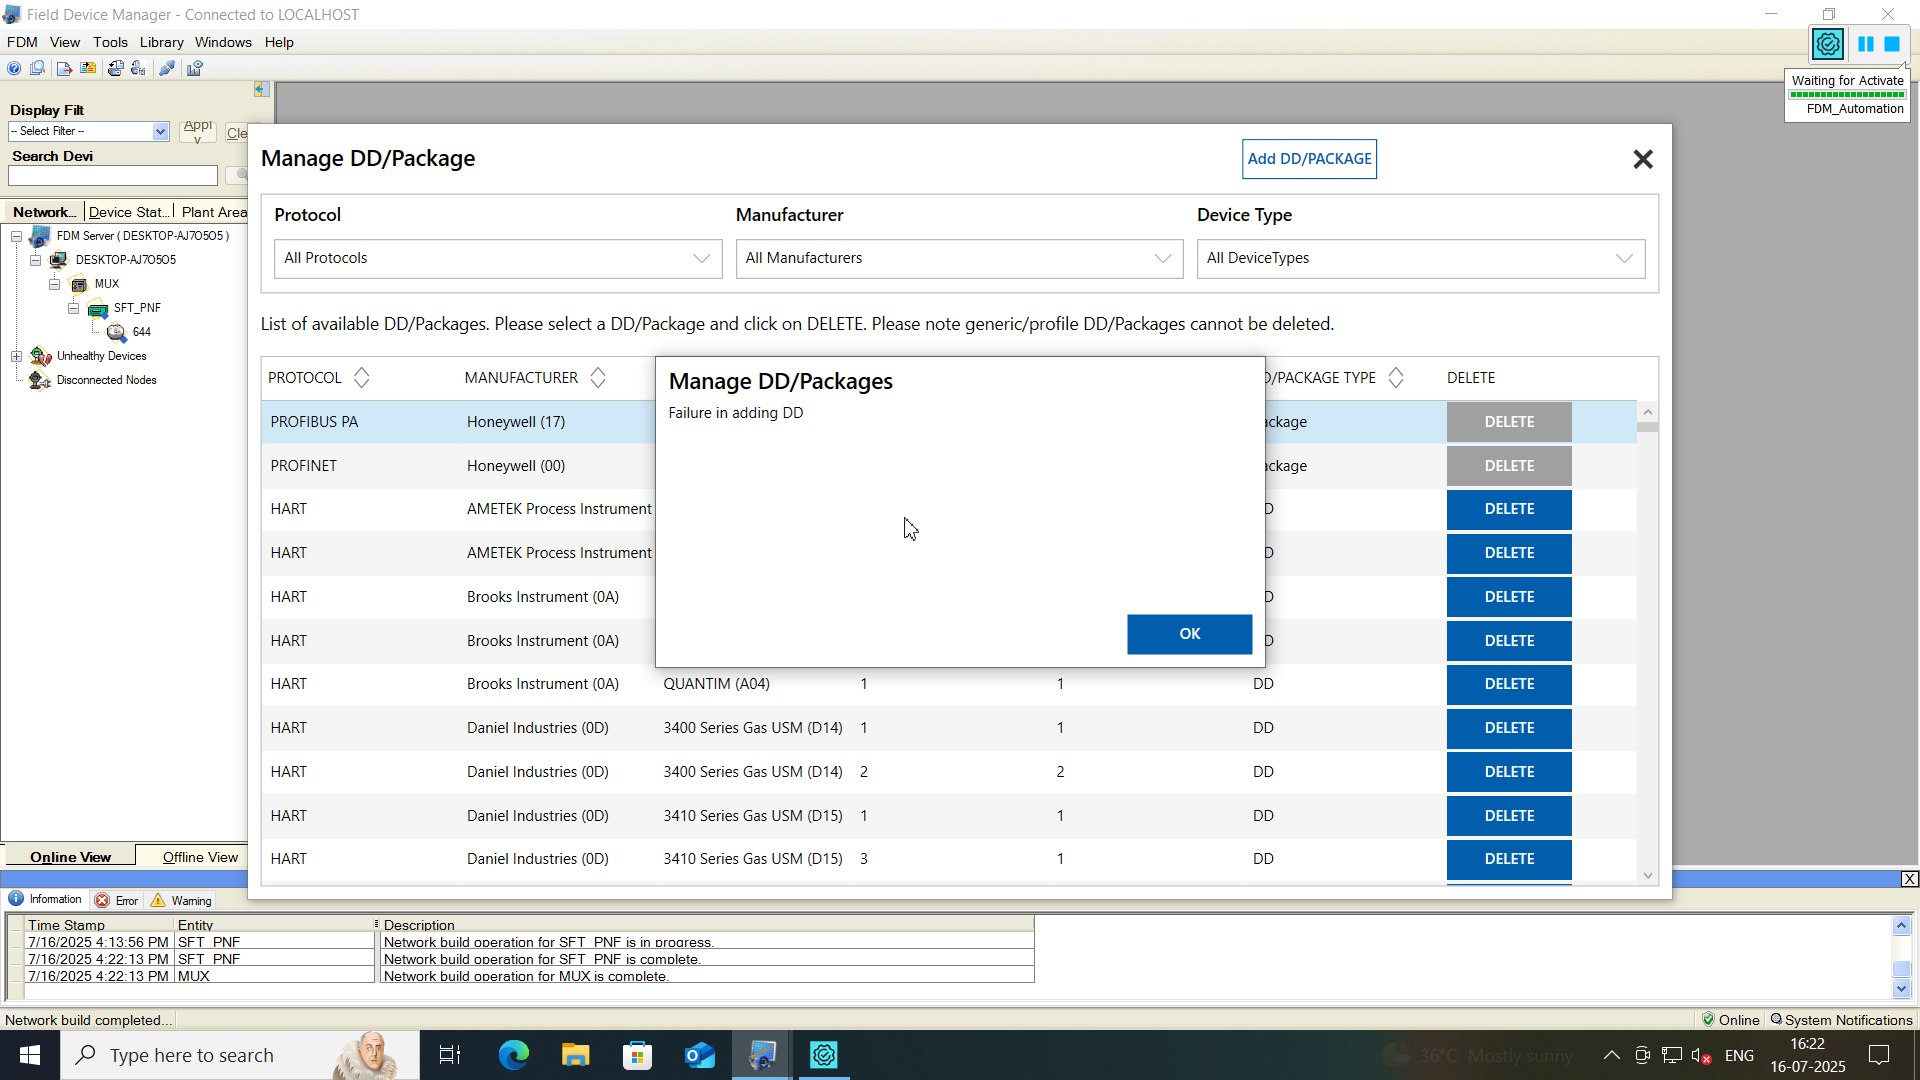 Field Device Manager - Connected to LOCALHOST
FDM View Tools Library Windows Help
Waiting for Activate
FDM_Automation
Display Filt
-- Select Filter --
Appl
y
Cle
Search Devi
Network... Device Stat... Plant Area
FDM Server ( DESKTOP-AJ7O5O5 )
DESKTOP-AJ7O5O5
MUX
SFT_PNF
644
Unhealthy Devices
Disconnected Nodes
Manage DD/Package
Add DD/PACKAGE
Protocol Manufacturer Device Type
All Protocols All Manufacturers All DeviceTypes
List of available DD/Packages. Please select a DD/Package and click on DELETE. Please note generic/profile DD/Packages cannot be deleted.
PROTOCOL MANUFACTURER D/PACKAGE TYPE DELETE
PROFIBUS PA Honeywell (17) ackage DELETE
PROFINET Honeywell (00) ackage DELETE
HART AMETEK Process Instrument D DELETE
HART AMETEK Process Instrument D DELETE
HART Brooks Instrument (0A) D DELETE
HART Brooks Instrument (0A) D DELETE
HART Brooks Instrument (0A) QUANTIM (A04) 1 1 DD DELETE
HART Daniel Industries (0D) 3400 Series Gas USM (D14) 1 1 DD DELETE
HART Daniel Industries (0D) 3400 Series Gas USM (D14) 2 2 DD DELETE
HART Daniel Industries (0D) 3410 Series Gas USM (D15) 1 1 DD DELETE
HART Daniel Industries (0D) 3410 Series Gas USM (D15) 3 1 DD DELETE
Manage DD/Packages
Failure in adding DD
OK
Online View Offline View
Information Error Warning
Time Stamp Entity Description
7/16/2025 4:13:56 PM SFT_PNF Network build operation for SFT_PNF is in progress.
7/16/2025 4:22:13 PM SFT_PNF Network build operation for SFT_PNF is complete.
7/16/2025 4:22:13 PM MUX Network build operation for MUX is complete.
Network build completed...
Online System Notifications
Type here to search
36°C Mostly sunny
ENG
16:22
16-07-2025